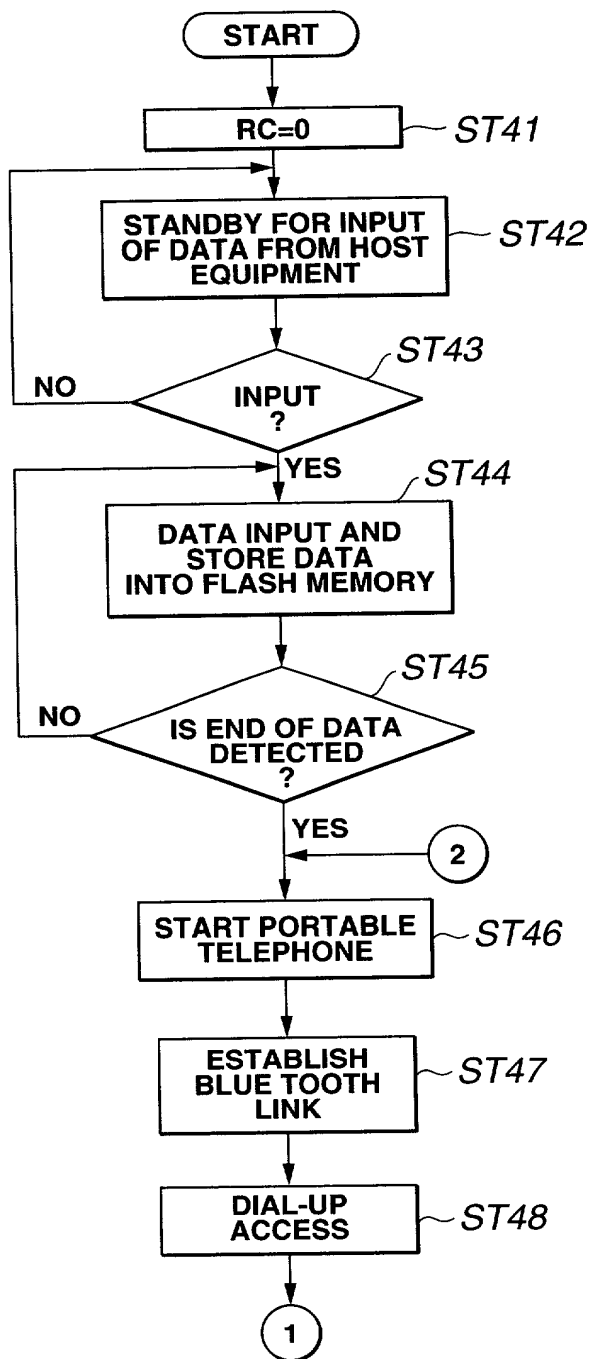 START
RC=0
ST41
STANDBY FOR INPUT
OF DATA FROM HOST
EQUIPMENT
ST42
ST43
NO
INPUT
?
YES
ST44
DATA INPUT AND
STORE DATA
INTO FLASH MEMORY
ST45
NO
IS END OF DATA
DETECTED
?
YES
2
START PORTABLE
TELEPHONE
ST46
ESTABLISH
BLUE TOOTH
LINK
ST47
DIAL-UP
ACCESS
ST48
1